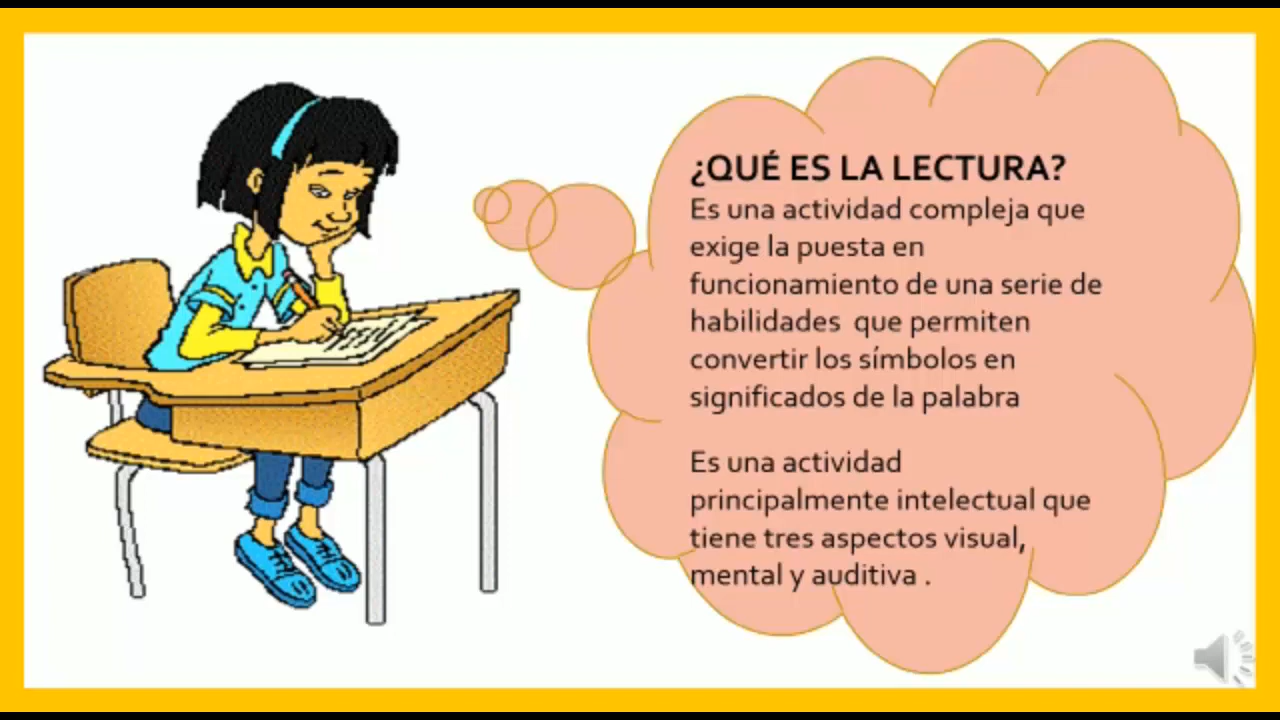 ¿QUÉ ES LA LECTURA?
Es una actividad compleja que
exige la puesta en
funcionamiento de una serie de
habilidades  que permiten
convertir los símbolos en
significados de la palabra
Es una actividad
principalmente intelectual que
tiene tres aspectos visual,
mental y auditiva .